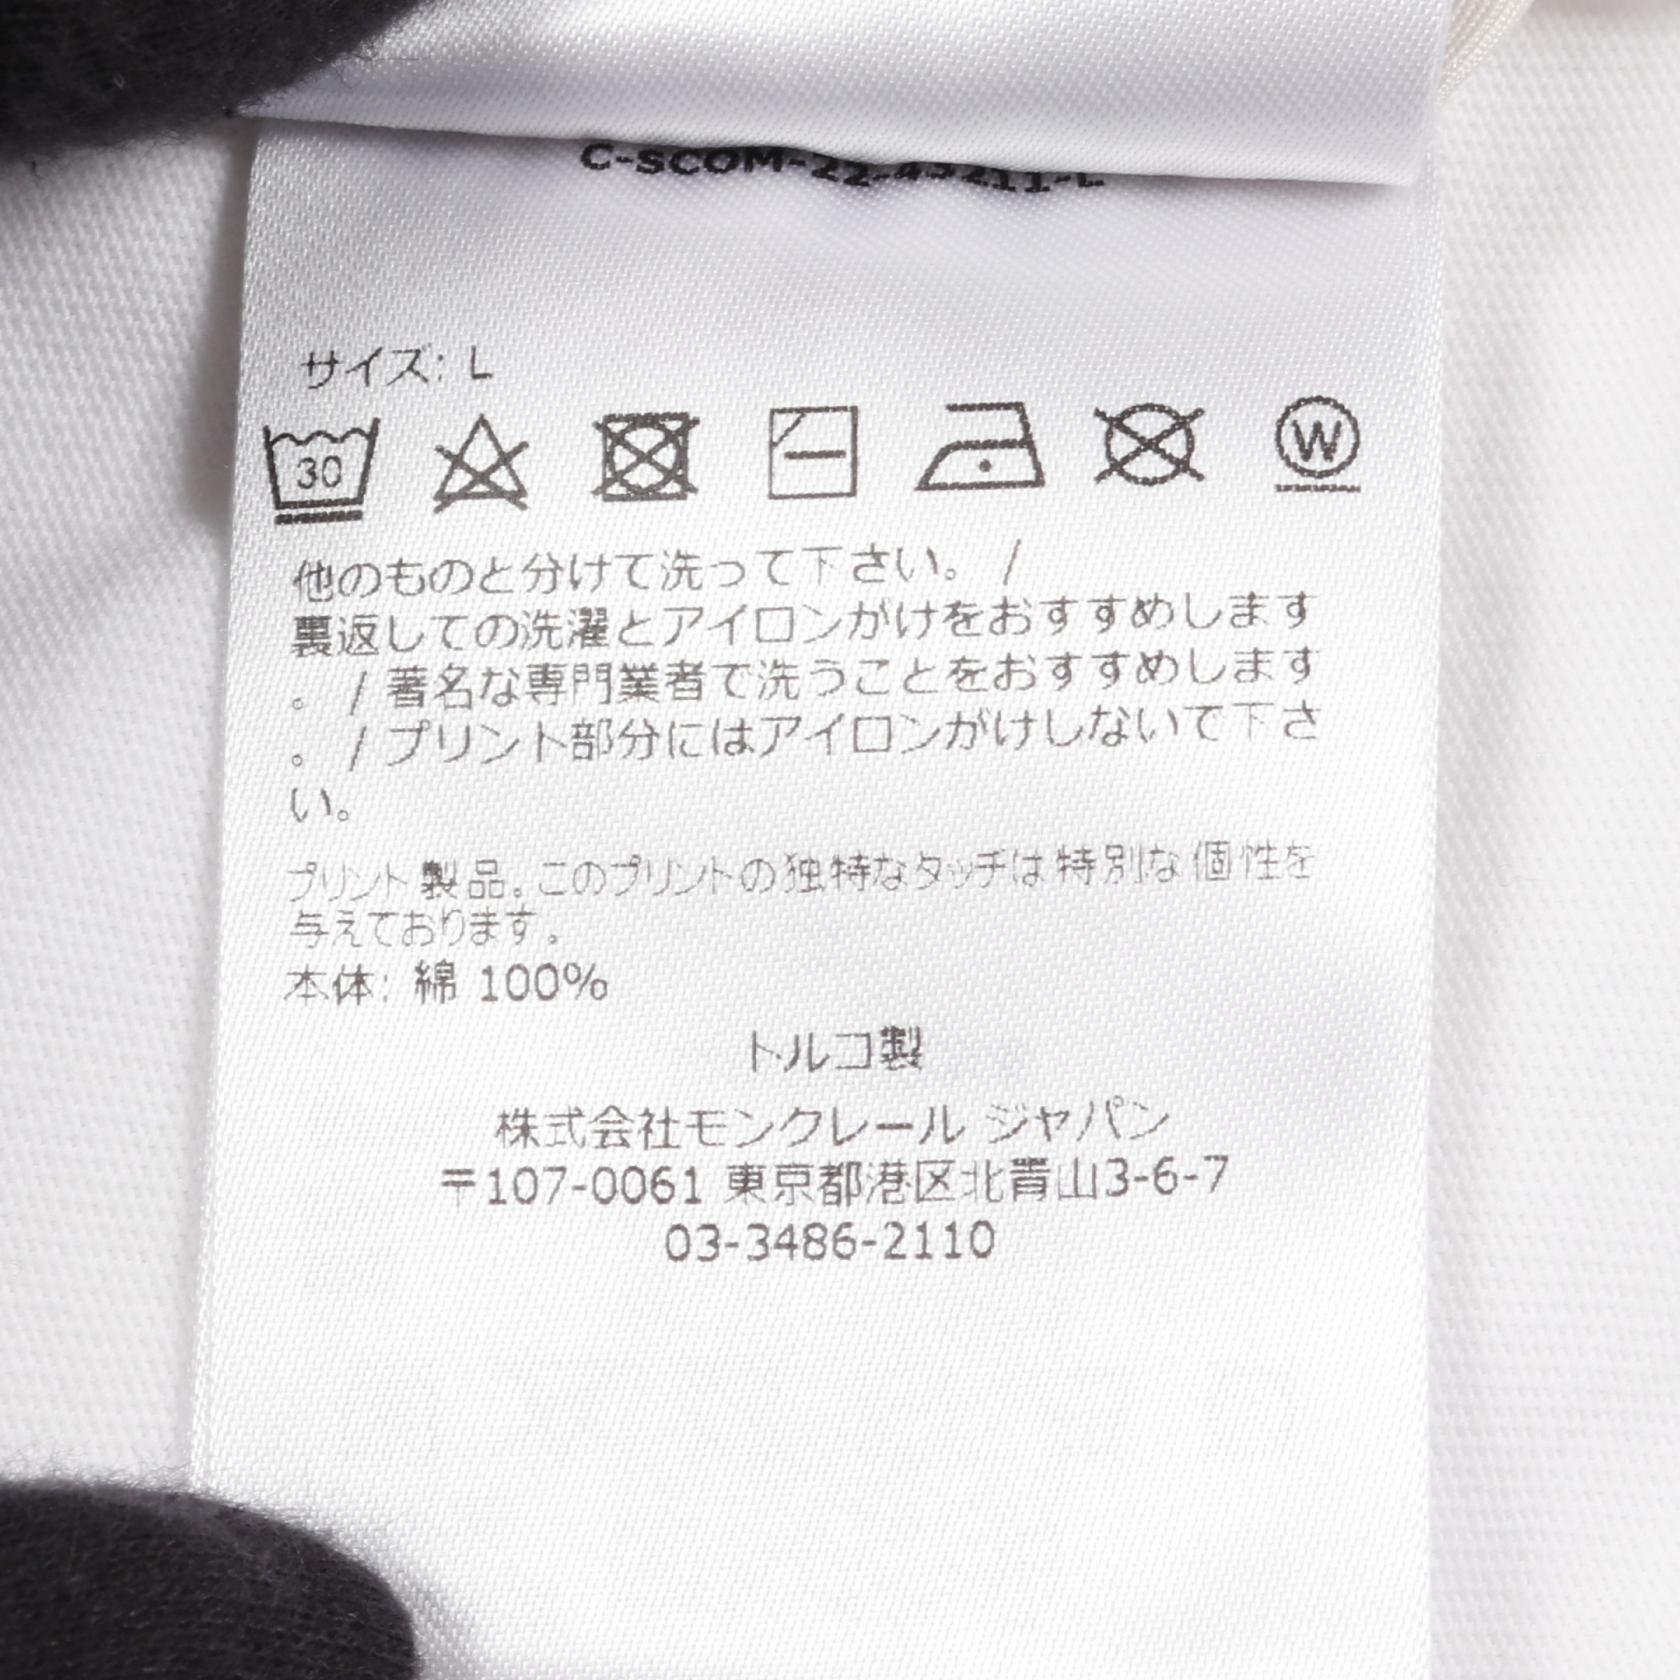 C-SCOM-22-43211-L
サイズ: L
30
W
他のものと分けて洗って下さい。 /
裏返しての洗濯とアイロンがけをおすすめします
。 / 著名な専門業者で洗うことをおすすめします
。 / プリント部分にはアイロンがけしないで下さ
い。
プリント製品。このプリントの独特なタッチは特別な個性を
与えております。
本体: 綿 100%
トルコ製
株式会社モンクレール ジャパン
〒107-0061 東京都港区北青山3-6-7
03-3486-2110